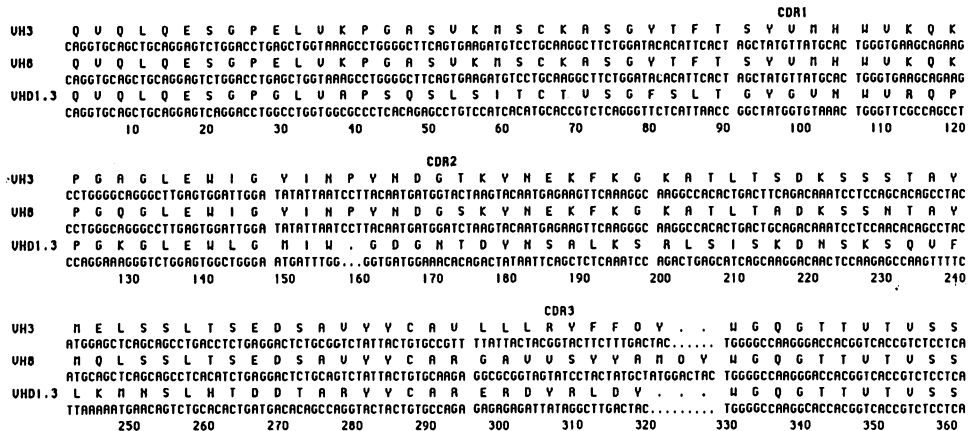 CDR1
VH3 Q V Q L Q E S G P E L V K P G A S V K M S C K A S G Y T F T S Y V M H W V K Q K
CAGGTGCAGCTGCAGGAGTCTGGACCTGAGCTGGTAAAGCCTGGGGCTTCAGTGAAGATGTCCTGCAAGGCTTCTGGATACACATTCACT AGCTATGTTATGCAC TGGGTGAAGCAGAAG
VH8 Q V Q L Q E S G P E L V K P G A S V K M S C K A S G Y T F T S Y V M H W V K Q K
CAGGTGCAGCTGCAGGAGTCTGGACCTGAGCTGGTAAAGCCTGGGGCTTCAGTGAAGATGTCCTGCAAGGCTTCTGGATACACATTCACT AGCTATGTTATGCAC TGGGTGAAGCAGAAG
VHD1.3 Q V Q L Q E S G P G L V A P S Q S L S I T C T V S G F S L T G Y G V N W V R Q P
CAGGTGCAGCTGCAGGAGTCAGGACCTGGCCTGGTGGCGCCCTCACAGAGCCTGTCCATCACATGCACCGTCTCAGGGTTCTCATTAACC GGCTATGGTGTAAAC TGGGTTCGCCAGCCT
10 20 30 40 50 60 70 80 90 100 110 120
CDR2
VH3 P G A G L E W I G Y I N P Y N D G T K Y N E K F K G K A T L T S D K S S S T A Y
CCTGGGGCAGGGCTTGAGTGGATTGGA TATATTAATCCTTACAATGATGGTACTAAGTACAATGAGAAGTTCAAAGGC AAGGCCACACTGACTTCAGACAAATCCTCCAGCACAGCCTAC
VH8 P G Q G L E W I G Y I N P Y N D G S K Y N E K F K G K A T L T A D K S S N T A Y
CCTGGGCAGGGCCTTGAGTGGATTGGA TATATTAATCCTTACAATGATGGATCTAAGTACAATGAGAAGTTCAAGGGC AAGGCCACACTGACTGCAGACAAATCCTCCAACACAGCCTAC
VHD1.3 P G K G L E W L G M I W . G D G N T D Y N S A L K S R L S I S K D N S K S Q V F
CCAGGAAAGGGTCTGGAGTGGCTGGGA ATGATTTGG...GGTGATGGAAACACAGACTATAATTCAGCTCTCAAATCC AGACTGAGCATCAGCAAGGACAACTCCAAGAGCCAAGTTTTC
130 140 150 160 170 180 190 200 210 220 230 240
CDR3
VH3 M E L S S L T S E D S A V Y Y C A V L L L R Y F F D Y . . W G Q G T T V T V S S
ATGGAGCTCAGCAGCCTGACCTCTGAGGACTCTGCGGTCTATTACTGTGCCGTT TTATTACTACGGTACTTCTTTGACTAC...... TGGGGCCAAGGGACCACGGTCACCGTCTCCTCA
VH8 M Q L S S L T S E D S A V Y Y C A R G A V V S Y Y A M D Y W G Q G T T V T V S S
ATGCAGCTCAGCAGCCTCACATCTGAGGACTCTGCAGTCTATTACTGTGCAAGA GGCGCGGTAGTATCCTACTATGCTATGGACTAC TGGGGCCAAGGGACCACGGTCACCGTCTCCTCA
VHD1.3 L K M N S L H T D D T A R Y Y C A R E R D Y R L D Y . . . W G Q G T T V T V S S
TTAAAAATGAACAGTCTGCACACTGATGACACAGCCAGGTACTACTGTGCCAGA GAGAGAGATTATAGGCTTGACTAC......... TGGGGCCAAGGCACCACGGTCACCGTCTCCTCA
250 260 270 280 290 300 310 320 330 340 350 360